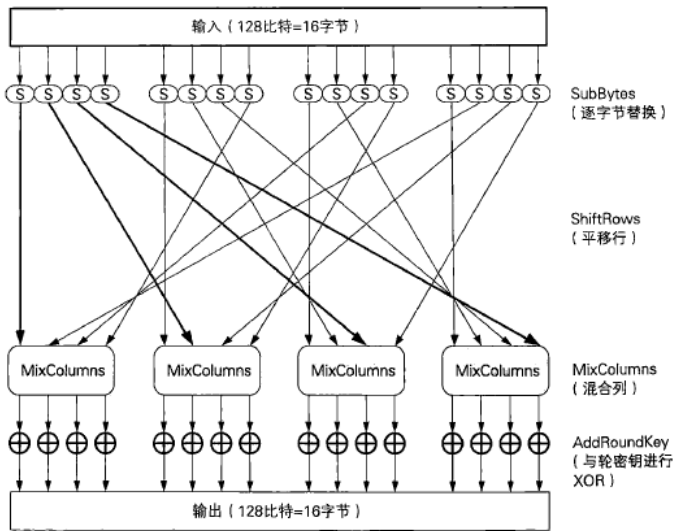 输入（128比特=16字节）
S S S S S S S S S S S S S S S S
SubBytes
（逐字节替换）
ShiftRows
（平移行）
MixColumns MixColumns MixColumns MixColumns
MixColumns
（混合列）
AddRoundKey
（与轮密钥进行
XOR）
输出（128比特=16字节）